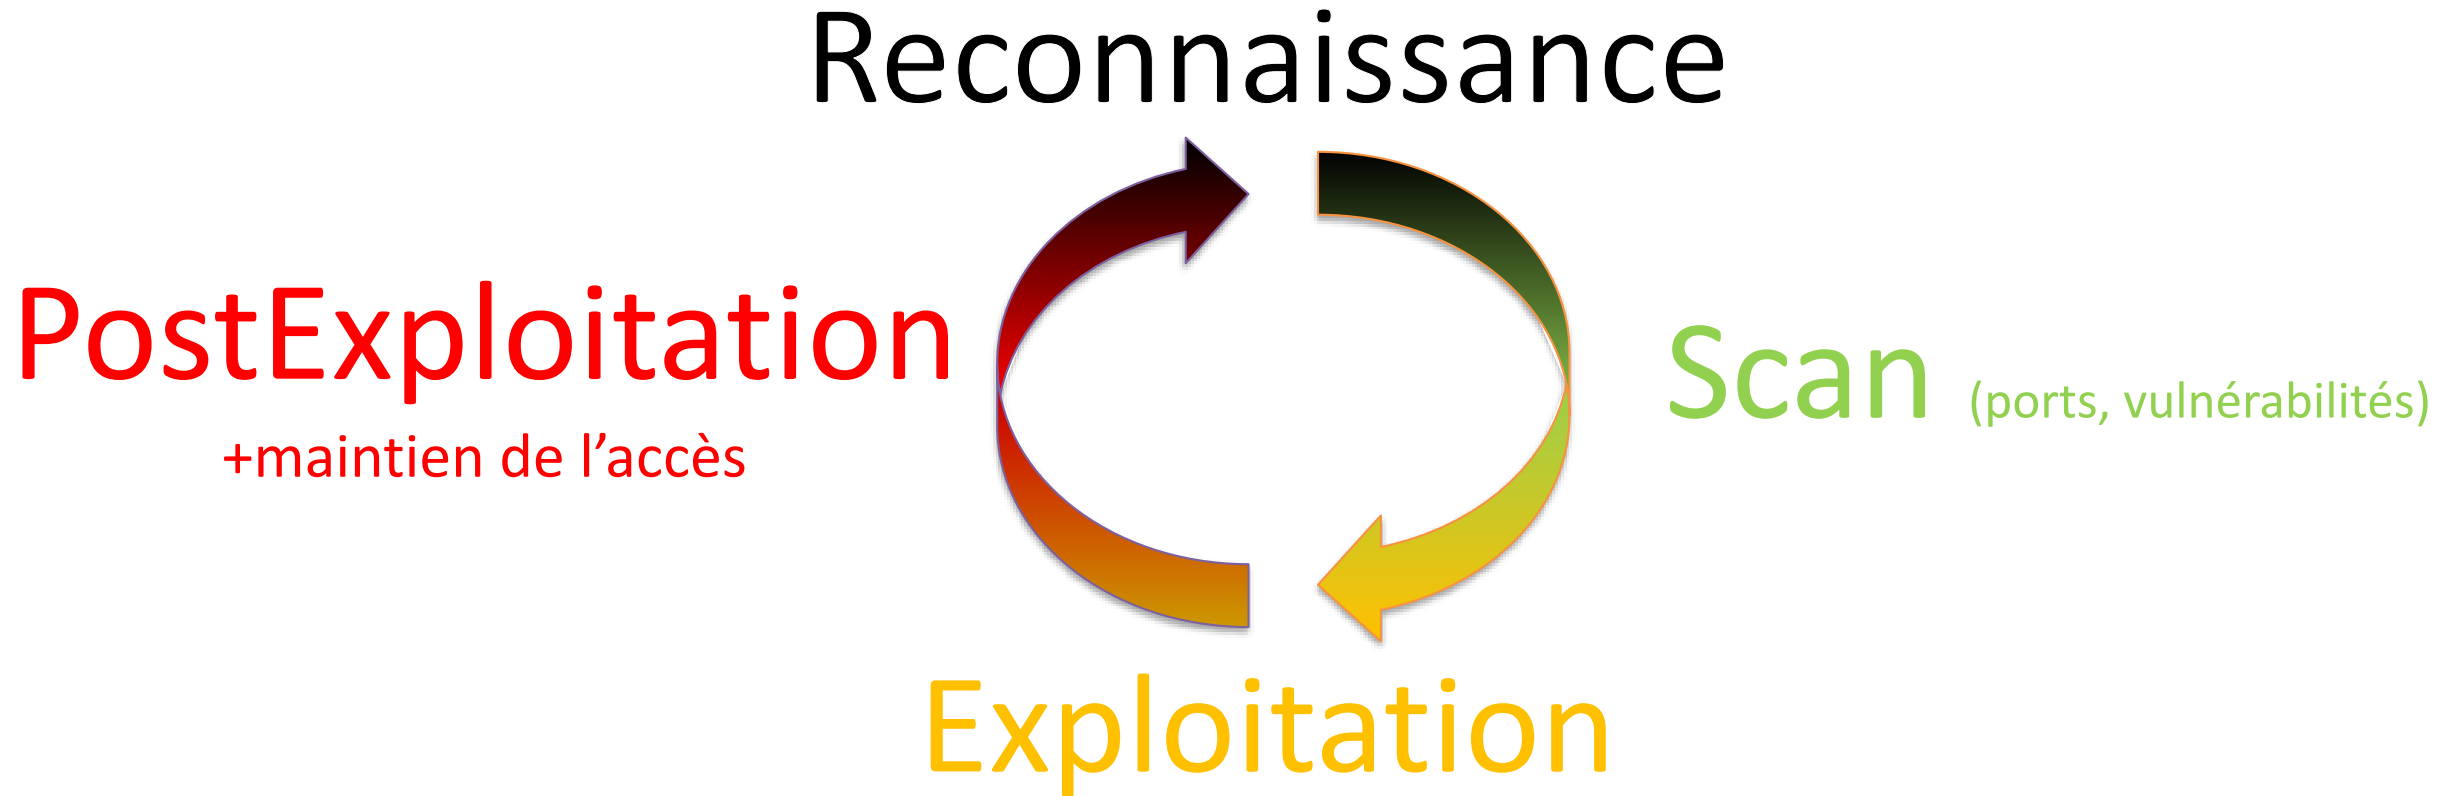 Reconnaissance
PostExploitation
+maintien de l’accès
Scan (ports, vulnérabilités)
Exploitation